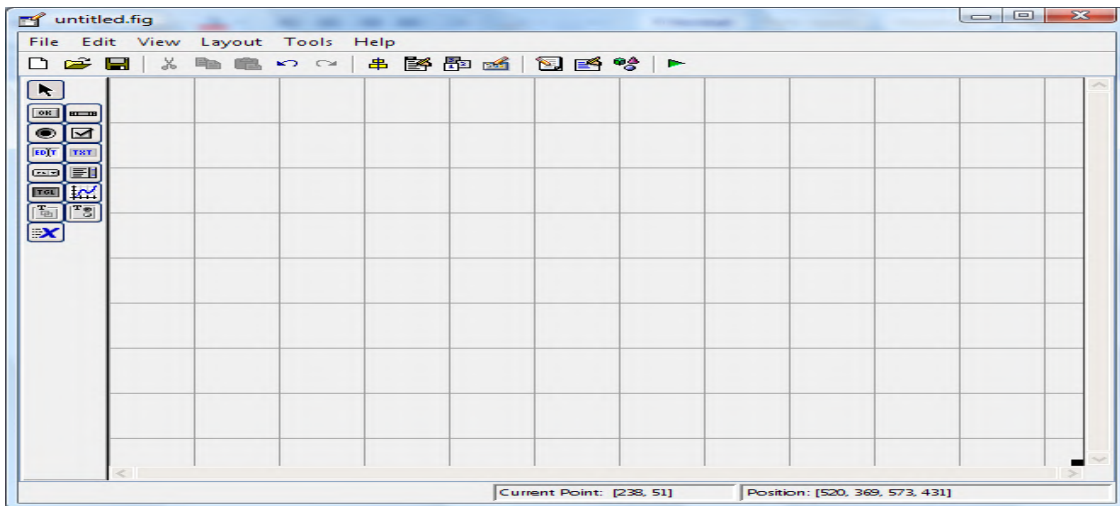 untitled.fig
File Edit View Layout Tools Help
OK
EDIT TXT
TGL
T T
X
Current Point: [238, 51] Position: [520, 369, 573, 431]